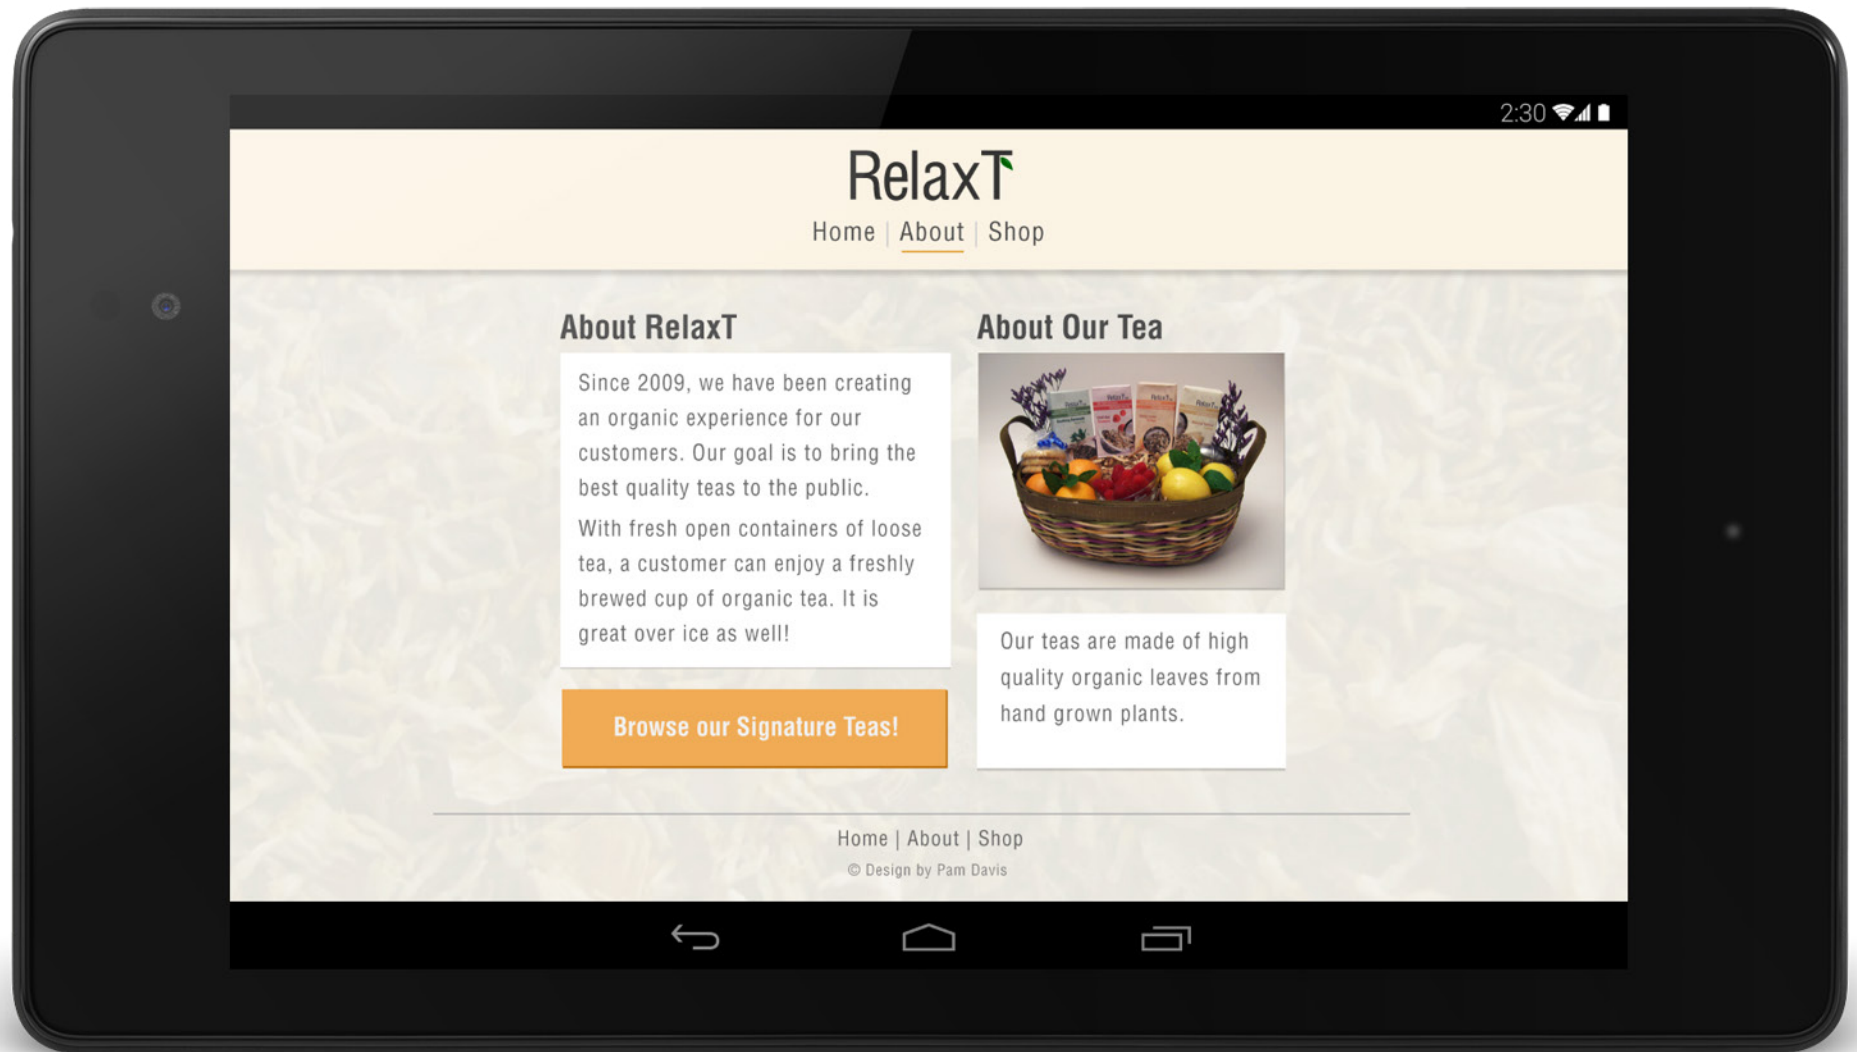 2:30
RelaxT
Home | About | Shop
About RelaxT
Since 2009, we have been creating
an organic experience for our
customers. Our goal is to bring the
best quality teas to the public.
With fresh open containers of loose
tea, a customer can enjoy a freshly
brewed cup of organic tea. It is
great over ice as well!
Browse our Signature Teas!
About Our Tea
RelaxT
RelaxT
RelaxT
RelaxT
Our teas are made of high
quality organic leaves from
hand grown plants.
Home | About | Shop
© Design by Pam Davis